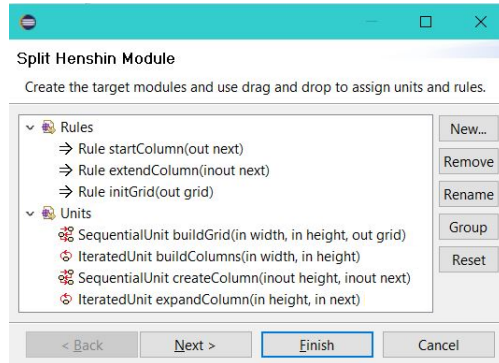 Split Henshin Module
Create the target modules and use drag and drop to assign units and rules.
Rules
Rule startColumn(out next)
Rule extendColumn(inout next)
Rule initGrid(out grid)
Units
SequentialUnit buildGrid(in width, in height, out grid)
IteratedUnit buildColumns(in width, in height)
SequentialUnit createColumn(inout height, inout next)
IteratedUnit expandColumn(in height, in next)
New...
Remove
Rename
Group
Reset
< Back
Next >
Finish
Cancel